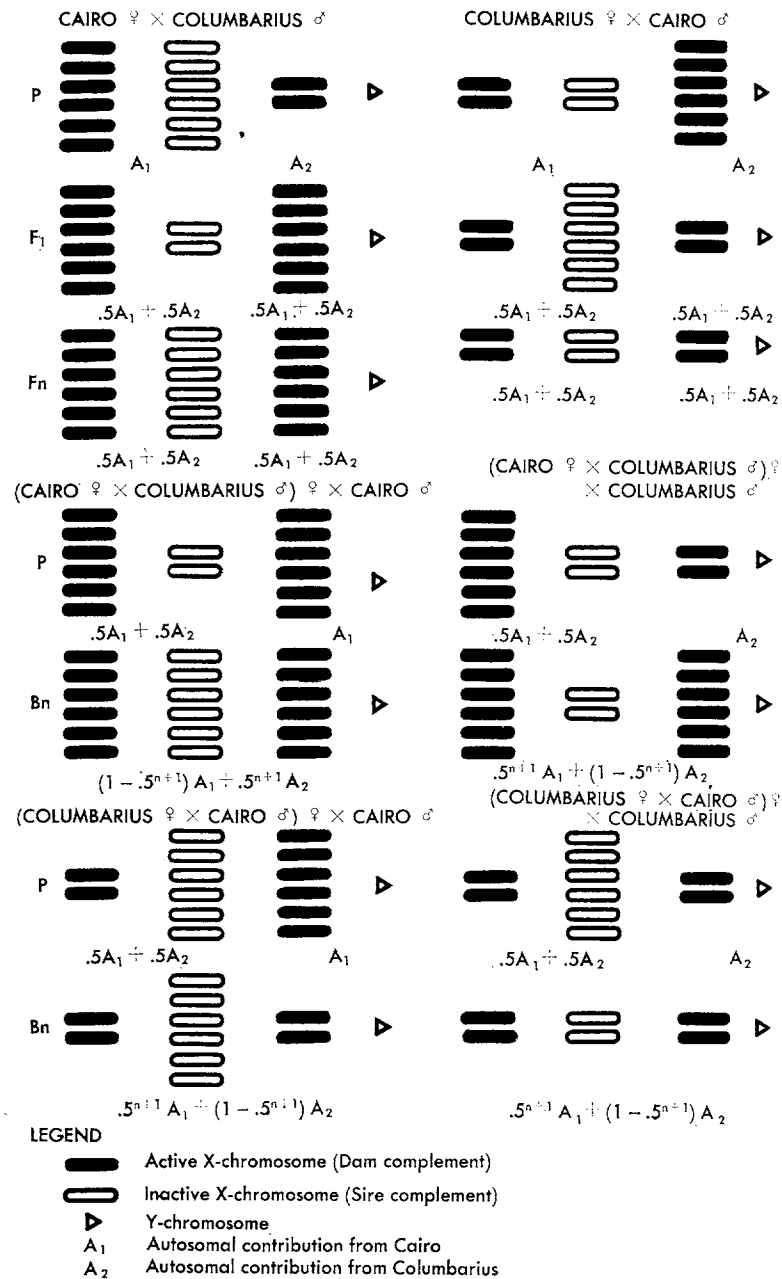 CAIRO ♀ × COLUMBARIUS ♂
COLUMBARIUS ♀ × CAIRO ♂
P
A₁ A₂
A₁ A₂
F₁
.5A₁ + .5A₂ .5A₁ + .5A₂
.5A₁ + .5A₂ .5A₁ + .5A₂
Fn
.5A₁ + .5A₂ .5A₁ + .5A₂
.5A₁ + .5A₂ .5A₁ + .5A₂
(CAIRO ♀ × COLUMBARIUS ♂) ♀ × CAIRO ♂
(CAIRO ♀ × COLUMBARIUS ♂)♀
× COLUMBARIUS ♂
P
.5A₁ + .5A₂ A₁
.5A₁ + .5A₂ A₂
Bn
(1 − .5ⁿ⁺¹) A₁ + .5ⁿ⁺¹ A₂
.5ⁿ⁺¹ A₁ + (1 − .5ⁿ⁺¹) A₂
(COLUMBARIUS ♀ × CAIRO ♂) ♀ × CAIRO ♂
(COLUMBARIUS ♀ × CAIRO ♂)♀
× COLUMBARIUS ♂
P
.5A₁ + .5A₂ A₁
.5A₁ + .5A₂ A₂
Bn
.5ⁿ⁺¹ A₁ + (1 − .5ⁿ⁺¹) A₂
.5ⁿ⁺¹ A₁ + (1 − .5ⁿ⁺¹) A₂
LEGEND
Active X-chromosome (Dam complement)
Inactive X-chromosome (Sire complement)
Y-chromosome
A₁ Autosomal contribution from Cairo
A₂ Autosomal contribution from Columbarius